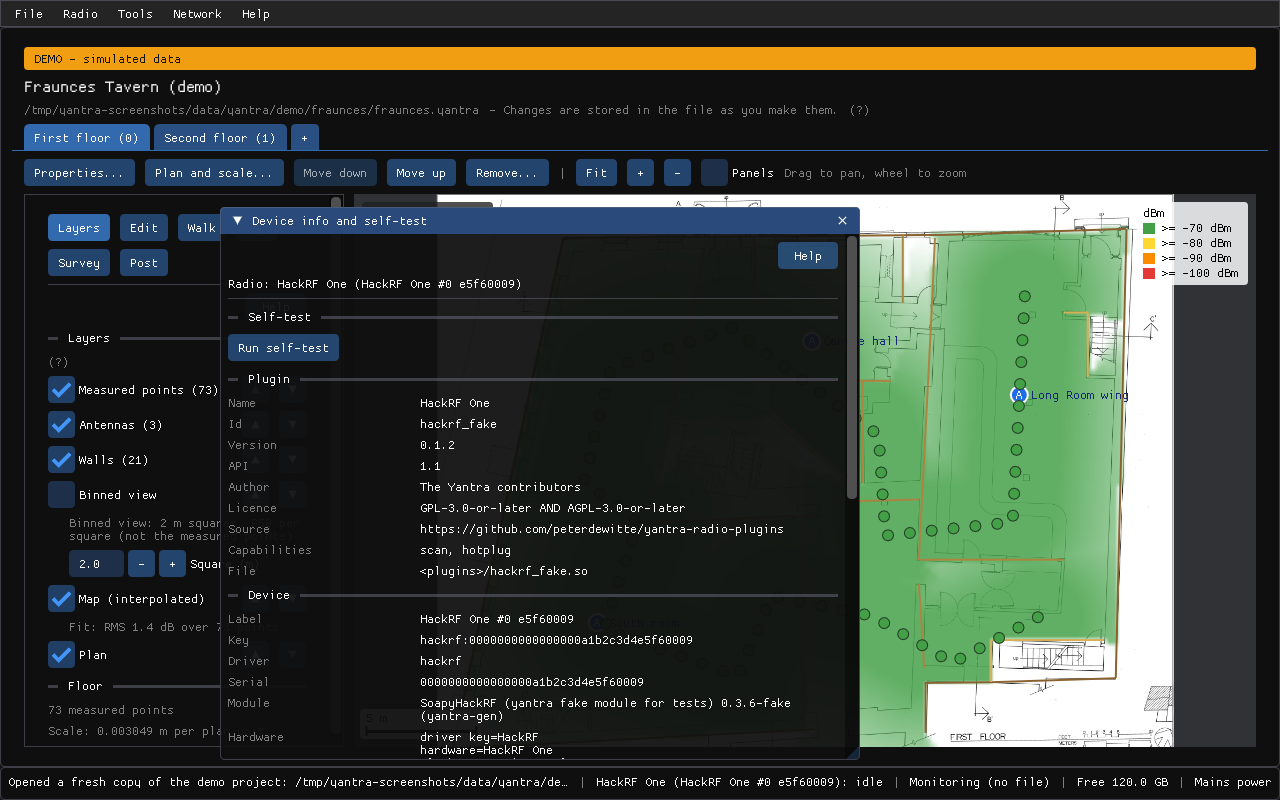 File Radio Tools Network Help
DEMO - simulated data
Fraunces Tavern (demo)
/tmp/yantra-screenshots/data/yantra/demo/fraunces/fraunces.yantra - Changes are stored in the file as you make them. (?)
First floor (0) Second floor (1) +
Properties... Plan and scale... Move down Move up Remove... | Fit + - Panels Drag to pan, wheel to zoom
Layers Edit Walk
Survey Post
Layers
(?)
Measured points (73)
Antennas (3)
Walls (21)
Binned view
Binned view: 2 m squar
square (not the measur
2.0 - + Squar
Map (interpolated)
Fit: RMS 1.4 dB over 7
Plan
Floor
73 measured points
Scale: 0.003049 m per pla
Device info and self-test
Help
Radio: HackRF One (HackRF One #0 e5f60009)
Self-test
Run self-test
Plugin
Name HackRF One
Id hackrf_fake
Version 0.1.2
API 1.1
Author The Yantra contributors
Licence GPL-3.0-or-later AND AGPL-3.0-or-later
Source https://github.com/peterdewitte/yantra-radio-plugins
Capabilities scan, hotplug
File <plugins>/hackrf_fake.so
Device
Label HackRF One #0 e5f60009
Key hackrf:0000000000000000a1b2c3d4e5f60009
Driver hackrf
Serial 0000000000000000a1b2c3d4e5f60009
Module SoapyHackRF (yantra fake module for tests) 0.3.6-fake
(yantra-gen)
Hardware driver key=HackRF
hardware=HackRF One
dBm
>= -70 dBm
>= -80 dBm
>= -90 dBm
>= -100 dBm
A
B
C'
hall
A Long Room wing
5 m
UP
B'
FIRST FLOOR
FEET
METERS
Opened a fresh copy of the demo project: /tmp/yantra-screenshots/data/yantra/de… | HackRF One (HackRF One #0 e5f60009): idle | Monitoring (no file) | Free 120.0 GB | Mains power